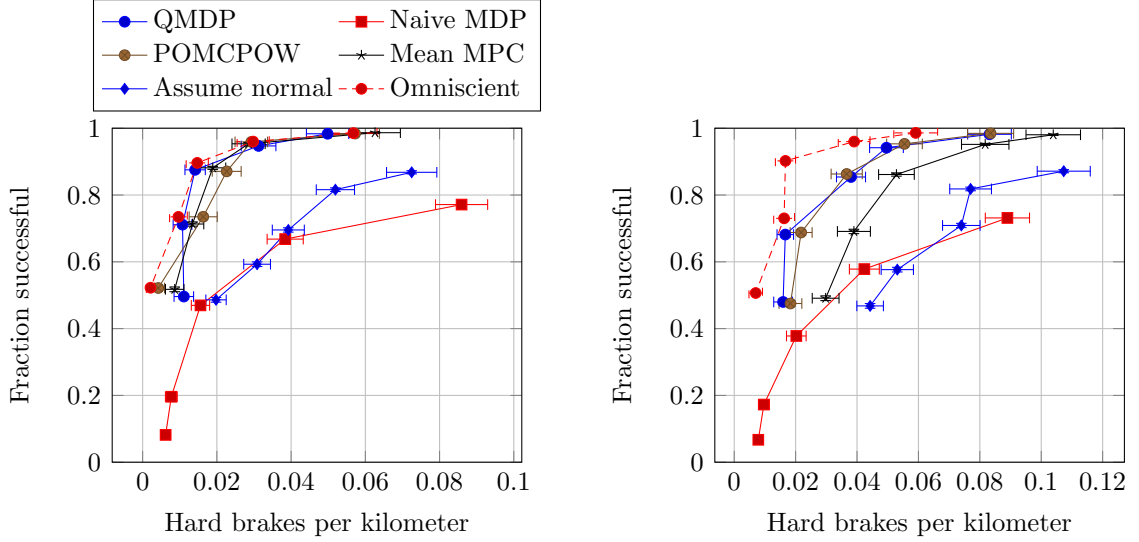 QMDP Naive MDP
POMCPOW Mean MPC
Assume normal Omniscient
1
0.8
0.6
0.4
0.2
0
Fraction successful
0 0.02 0.04 0.06 0.08 0.1
Hard brakes per kilometer
1
0.8
0.6
0.4
0.2
0
Fraction successful
0 0.02 0.04 0.06 0.08 0.1 0.12
Hard brakes per kilometer